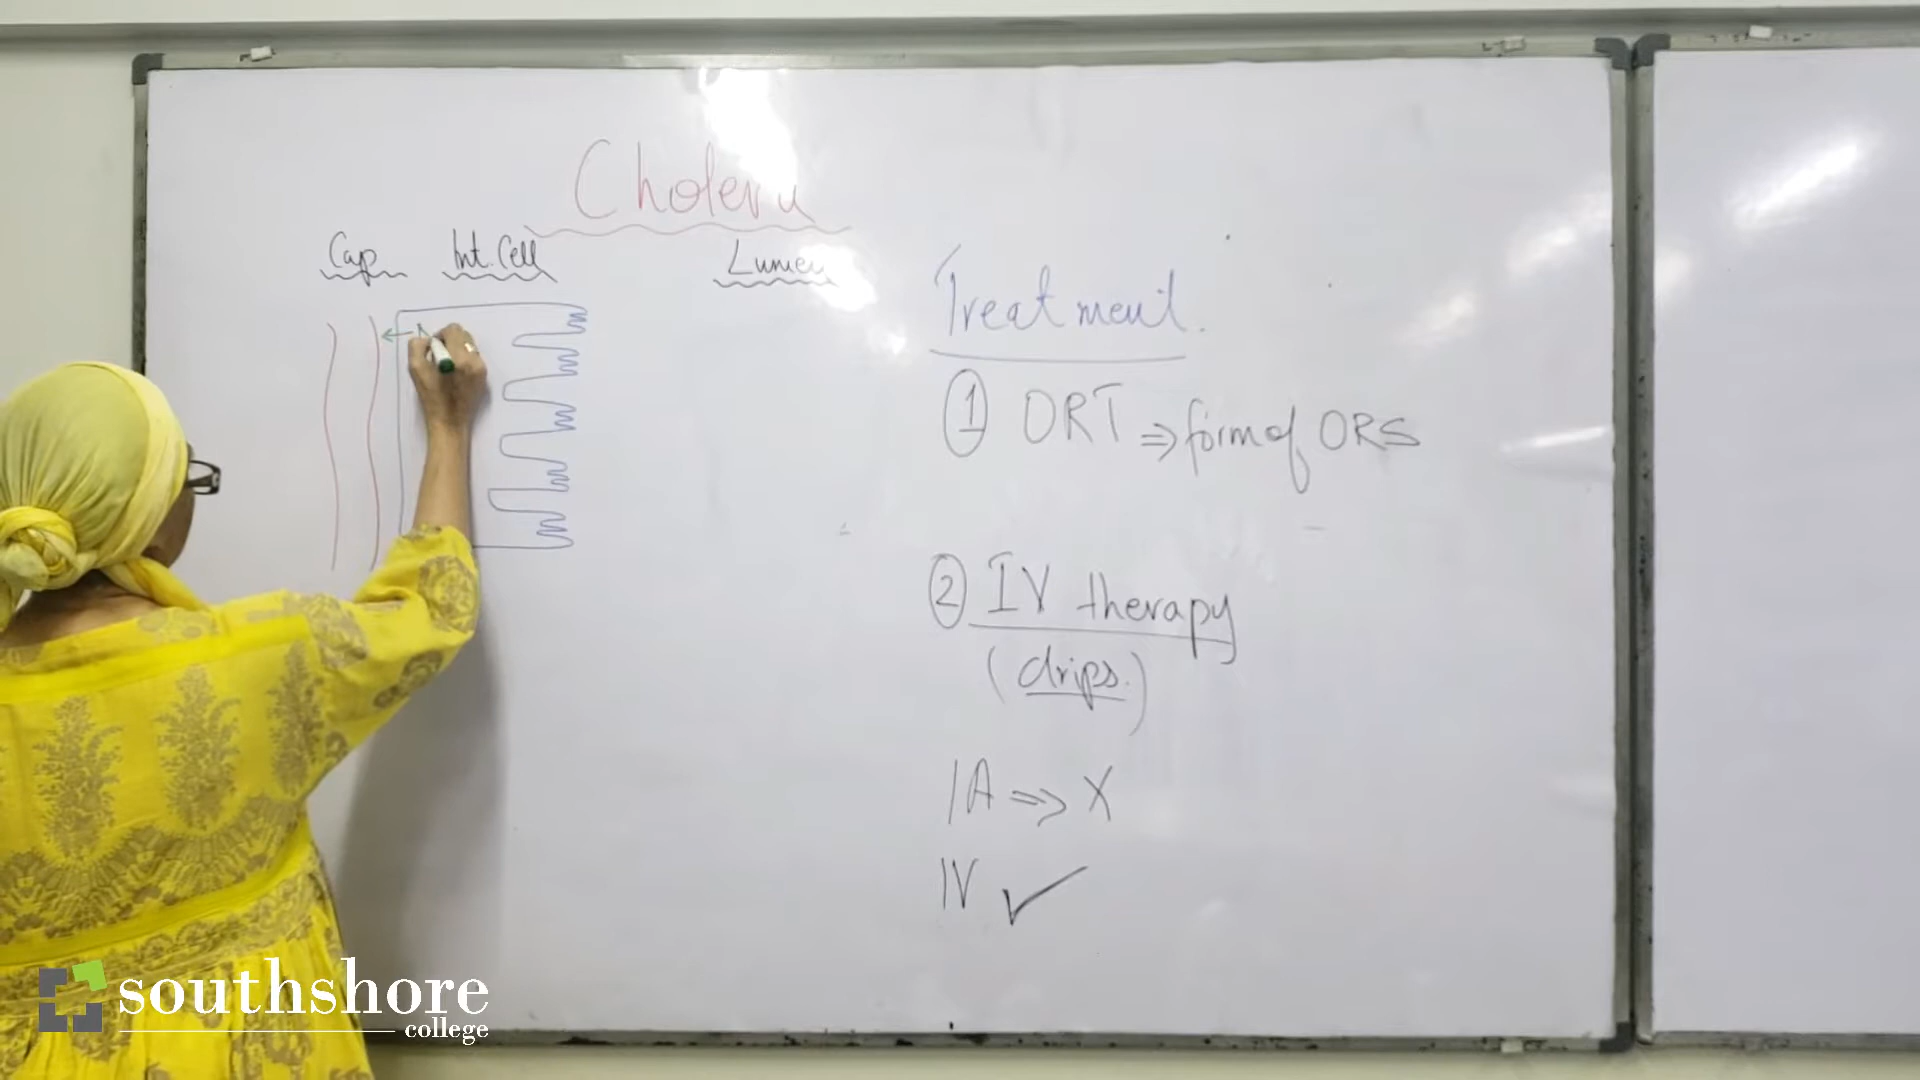 Cholera
Cap Int. Cell Lumen
Treatment.
① ORT ⇒ form of ORS
② IV therapy
(drips.)
IA ⇒ X
IV ✓
southshore
college